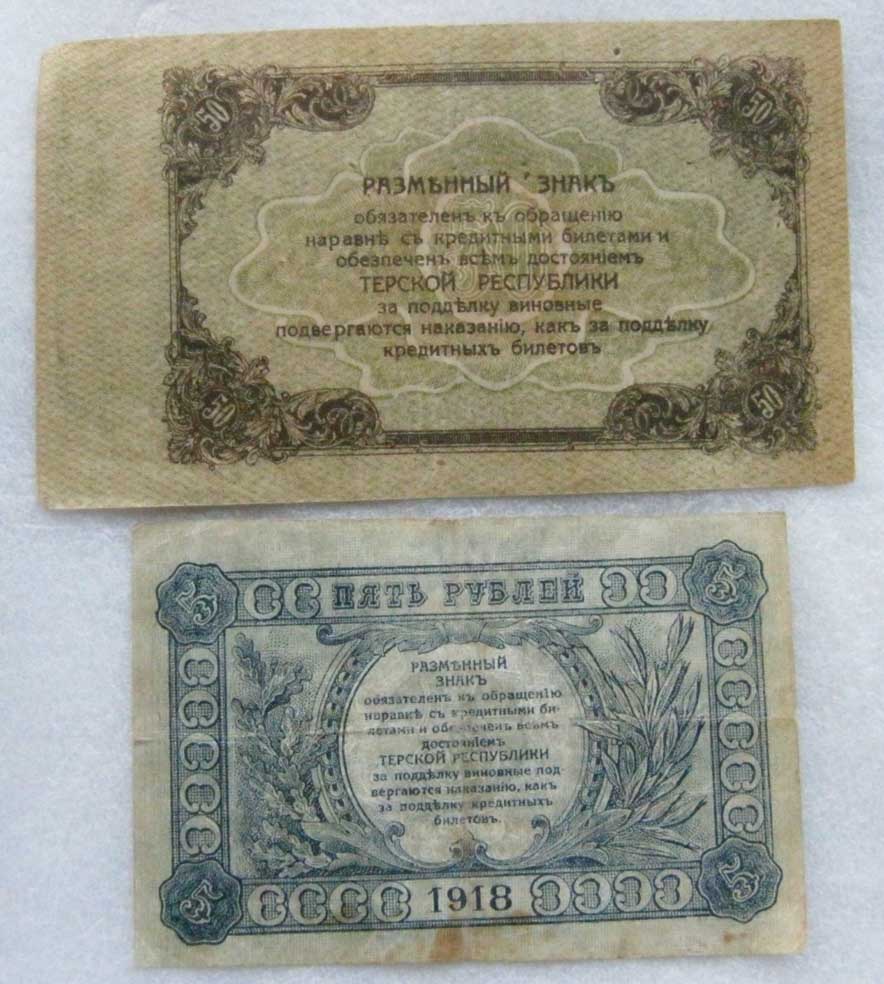 50 50
РАЗМѢННЫЙ ЗНАКЪ
обязателенъ къ обращенію
наравнѣ съ кредитными билетами и
обезпеченъ всѣмъ достояніемъ
ТЕРСКОЙ РЕСПУБЛИКИ
за поддѣлку виновные
подвергаются наказанію, какъ за поддѣлку
кредитныхъ билетовъ
50 50
5 ПЯТЬ РУБЛЕЙ 5
РАЗМѢННЫЙ
ЗНАКЪ
обязателенъ къ обращенію
наравнѣ съ кредитными би-
летами и обезпеченъ всѣмъ
достояніемъ
ТЕРСКОЙ РЕСПУБЛИКИ
за поддѣлку виновные под-
вергаются наказанію, какъ
за поддѣлку кредитныхъ
билетовъ.
5 1918 5